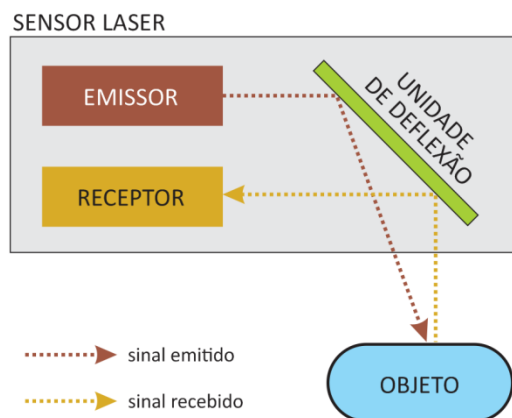 SENSOR LASER
EMISSOR
UNIDADE
DE DEFLEXÃO
RECEPTOR
sinal emitido
OBJETO
sinal recebido